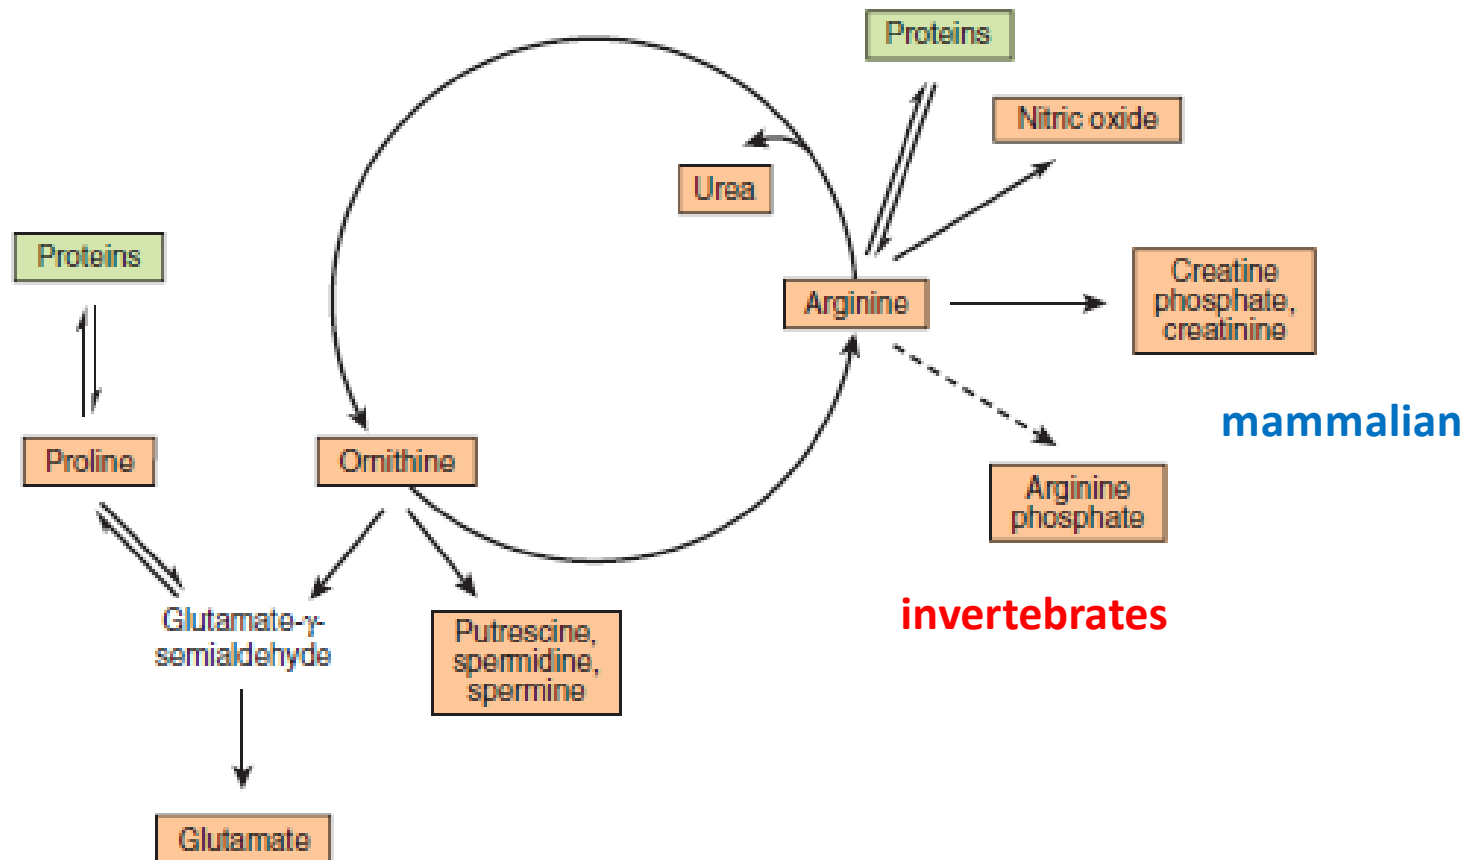 Proteins
Nitric oxide
Urea
Proteins
Creatine
phosphate,
creatinine
Arginine
mammalian
Proline
Ornithine
Arginine
phosphate
invertebrates
Glutamate-γ-
semialdehyde
Putrescine,
spermidine,
spermine
Glutamate